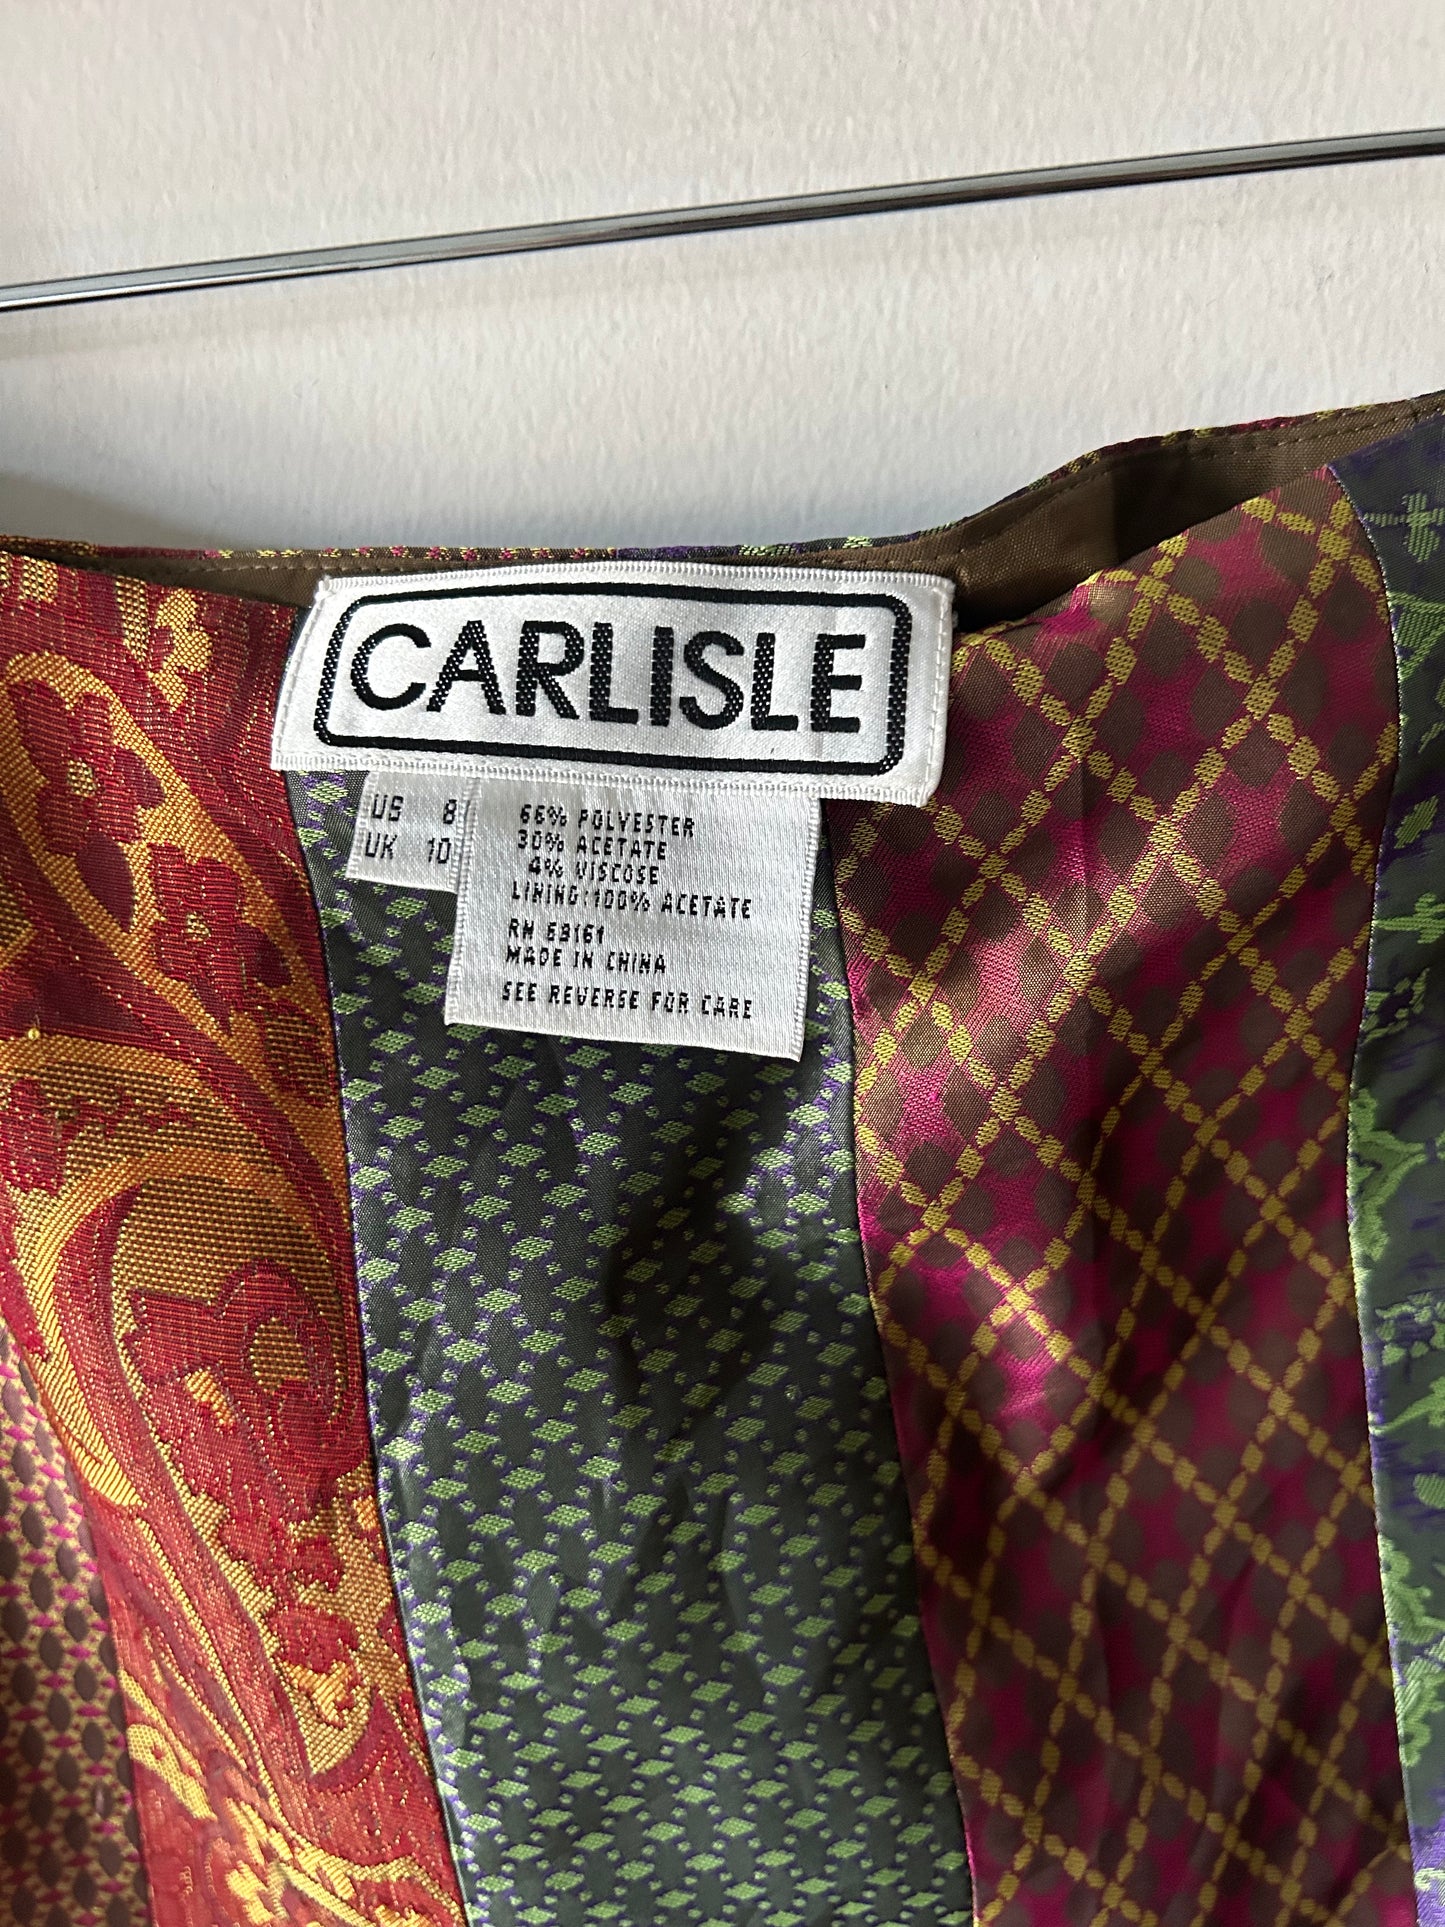 CARLISLE
US 8
UK 10
66% POLYESTER
30% ACETATE
4% VISCOSE
LINING:100% ACETATE
RN 69161
MADE IN CHINA
SEE REVERSE FOR CARE